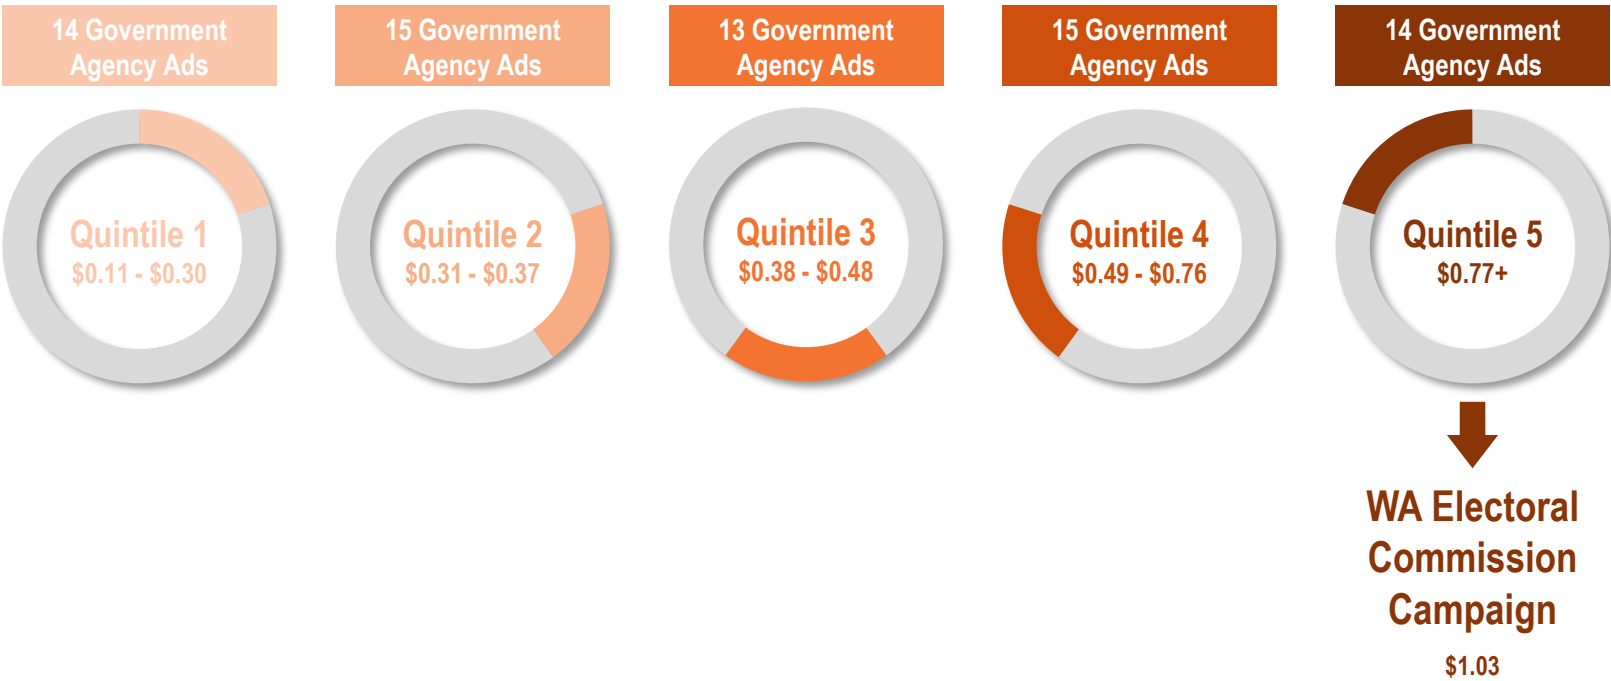 14 Government
Agency Ads
15 Government
Agency Ads
13 Government
Agency Ads
15 Government
Agency Ads
14 Government
Agency Ads
Quintile 1
$0.11 - $0.30
Quintile 2
$0.31 - $0.37
Quintile 3
$0.38 - $0.48
Quintile 4
$0.49 - $0.76
Quintile 5
$0.77+
WA Electoral
Commission
Campaign
$1.03